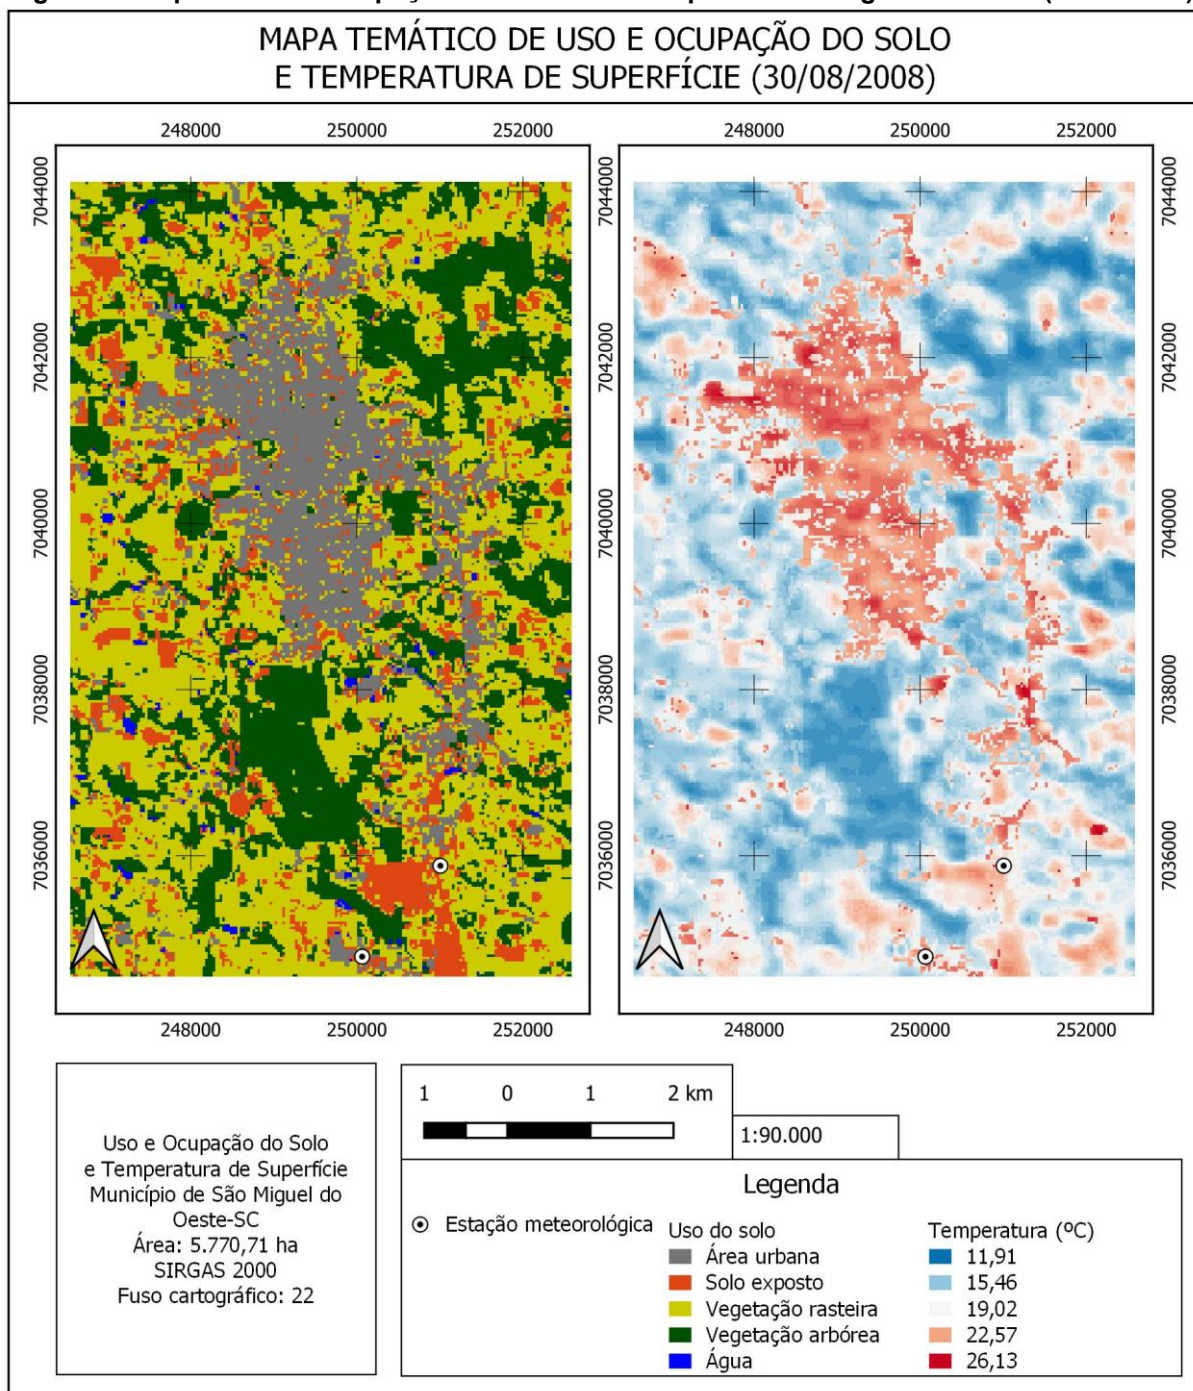 MAPA TEMÁTICO DE USO E OCUPAÇÃO DO SOLO
E TEMPERATURA DE SUPERFÍCIE (30/08/2008)
248000 250000 252000
248000 250000 252000
7044000
7042000
7040000
7038000
7036000
7044000
7042000
7040000
7038000
7036000
7044000
7042000
7040000
7038000
7036000
248000 250000 252000
248000 250000 252000
Uso e Ocupação do Solo
e Temperatura de Superfície
Município de São Miguel do
Oeste-SC
Área: 5.770,71 ha
SIRGAS 2000
Fuso cartográfico: 22
1 0 1 2 km
1:90.000
Legenda
Estação meteorológica
Uso do solo
Área urbana
Solo exposto
Vegetação rasteira
Vegetação arbórea
Água
Temperatura (ºC)
11,91
15,46
19,02
22,57
26,13